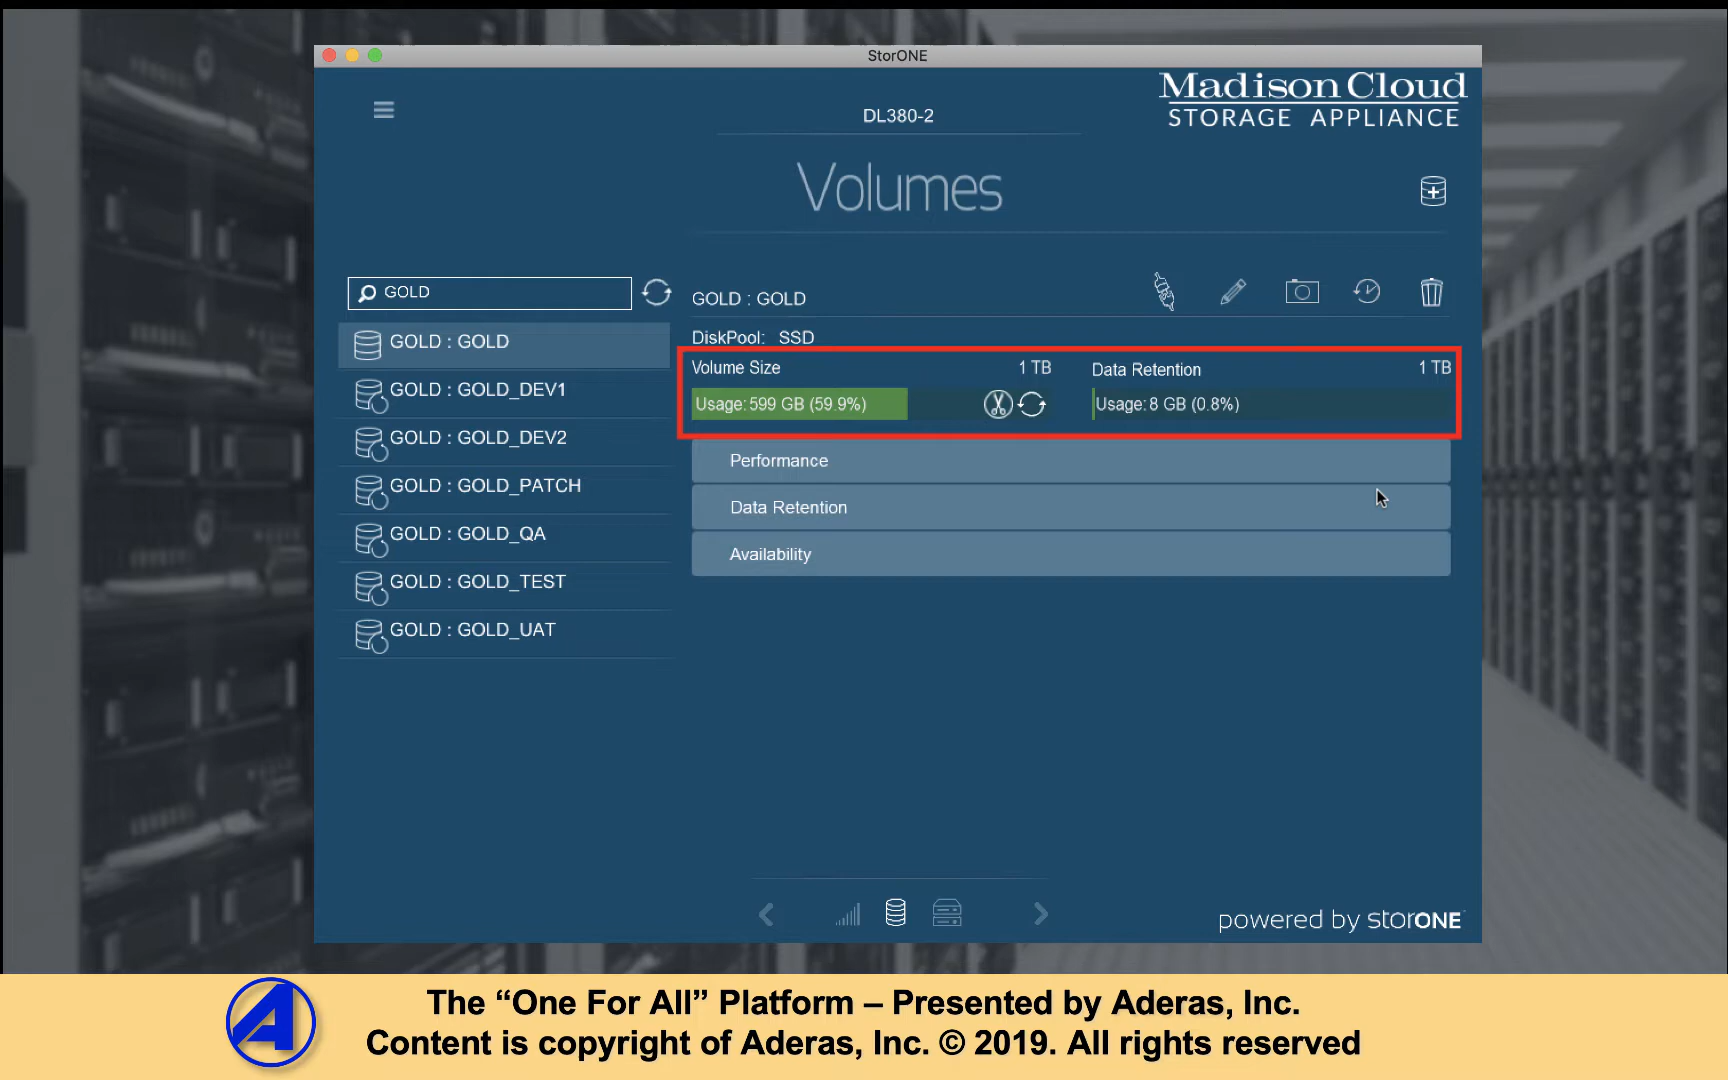 StorONE
Madison Cloud
STORAGE APPLIANCE
DL380-2
Volumes
GOLD
GOLD : GOLD
GOLD : GOLD_DEV1
GOLD : GOLD_DEV2
GOLD : GOLD_PATCH
GOLD : GOLD_QA
GOLD : GOLD_TEST
GOLD : GOLD_UAT
GOLD : GOLD
DiskPool: SSD
Volume Size 1 TB
Usage: 599 GB (59.9%)
Data Retention 1 TB
Usage: 8 GB (0.8%)
Performance
Data Retention
Availability
powered by storONE
The “One For All” Platform – Presented by Aderas, Inc.
Content is copyright of Aderas, Inc. © 2019. All rights reserved